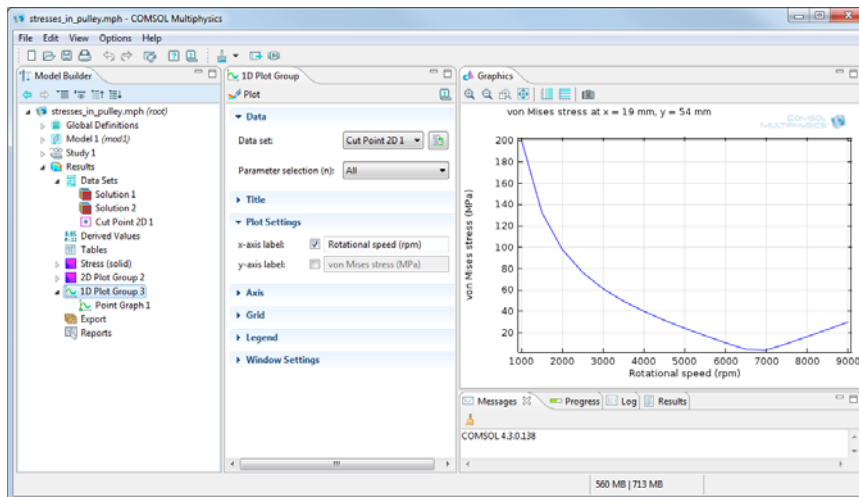 stresses_in_pulley.mph - COMSOL Multiphysics
File Edit View Options Help
Model Builder
stresses_in_pulley.mph (root)
Global Definitions
Model 1 (mod1)
Study 1
Results
Data Sets
Solution 1
Solution 2
Cut Point 2D 1
Derived Values
Tables
Stress (solid)
2D Plot Group 2
1D Plot Group 3
Point Graph 1
Export
Reports
1D Plot Group
Plot
Data
Data set: Cut Point 2D 1
Parameter selection (n): All
Title
Plot Settings
x-axis label: Rotational speed (rpm)
y-axis label: von Mises stress (MPa)
Axis
Grid
Legend
Window Settings
Graphics
von Mises stress at x = 19 mm, y = 54 mm
COMSOL
MULTIPHYSICS
von Mises stress (MPa)
200
180
160
140
120
100
80
60
40
20
1000 2000 3000 4000 5000 6000 7000 8000 9000
Rotational speed (rpm)
Messages Progress Log Results
COMSOL 4.3.0.138
560 MB | 713 MB